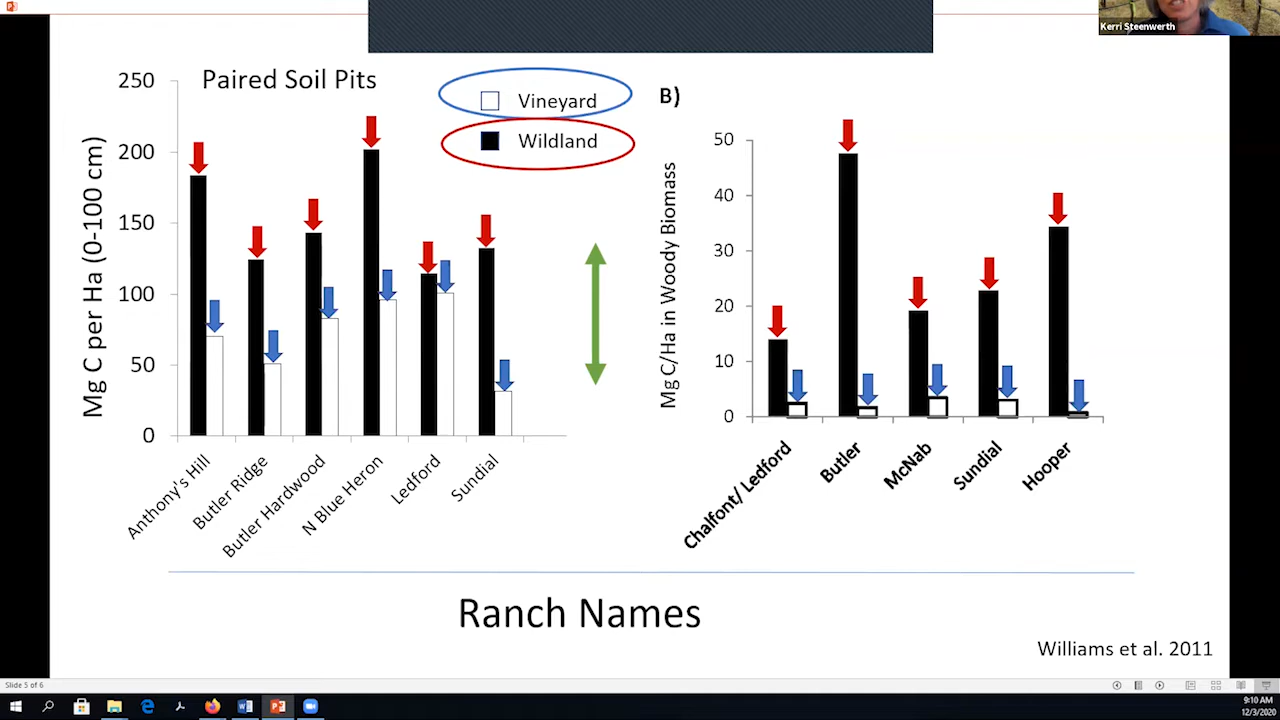 Kerri Steenwerth
Paired Soil Pits
Vineyard
Wildland
Mg C per Ha (0-100 cm)
250
200
150
100
50
0
Anthony's Hill
Butler Ridge
Butler Hardwood
N Blue Heron
Ledford
Sundial
B)
Mg C/Ha in Woody Biomass
50
40
30
20
10
0
Chalfont/ Ledford
Butler
McNab
Sundial
Hooper
Ranch Names
Williams et al. 2011
Slide 5 of 6
9:10 AM
12/3/2020